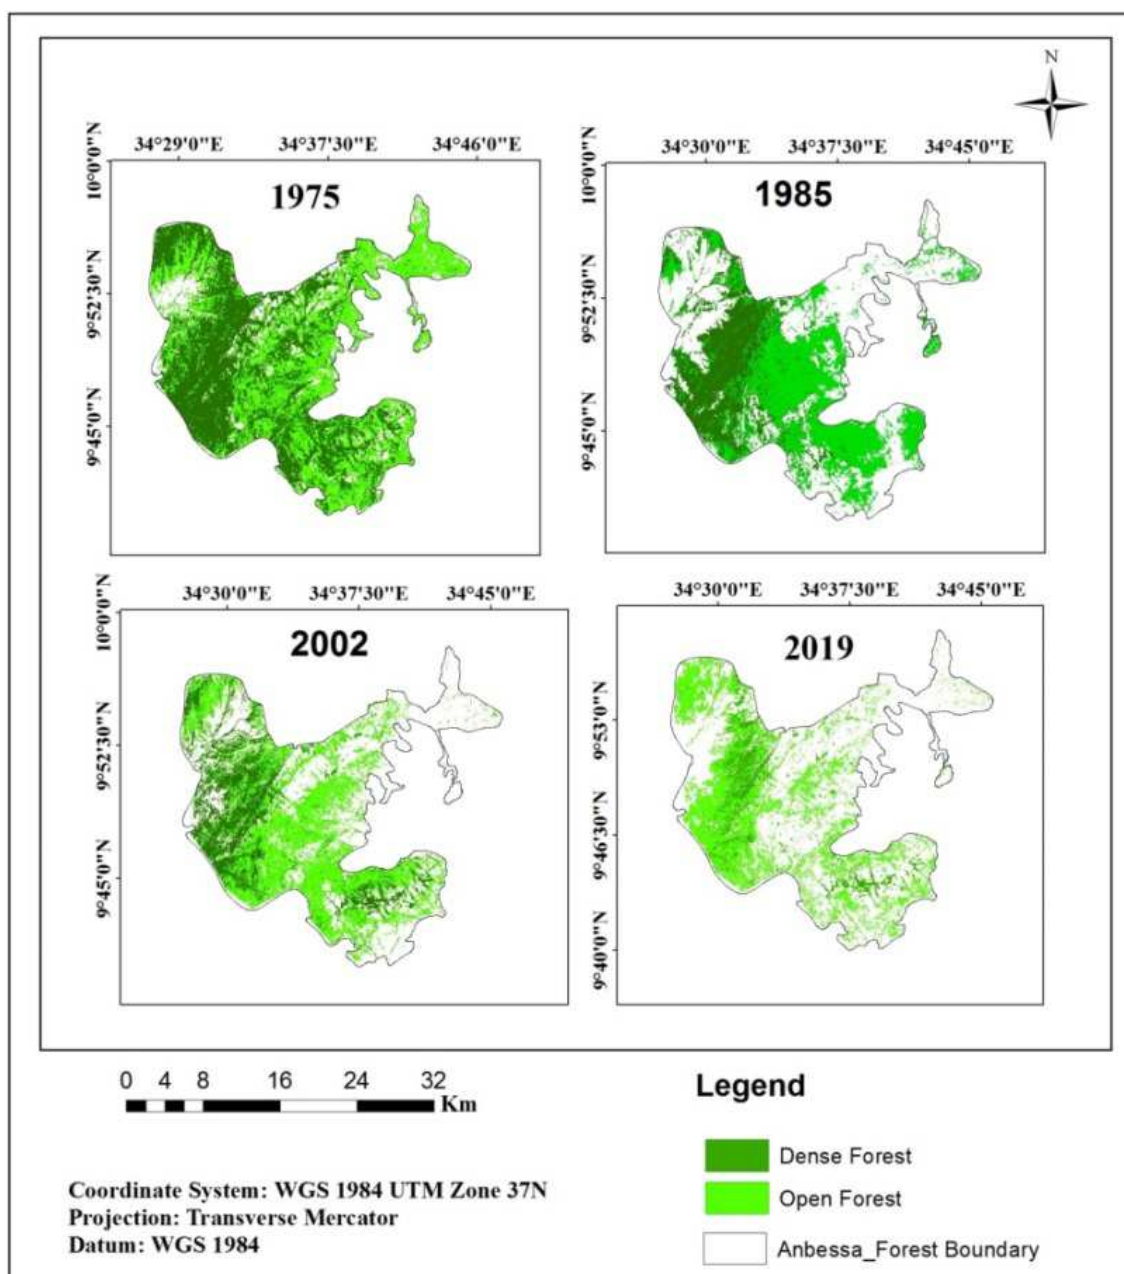 N
34°29'0"E 34°37'30"E 34°46'0"E
10°0'0"N
9°52'30"N
9°45'0"N
1975
34°30'0"E 34°37'30"E 34°45'0"E
10°0'0"N
9°52'30"N
9°45'0"N
1985
34°30'0"E 34°37'30"E 34°45'0"E
10°0'0"N
9°52'30"N
9°45'0"N
2002
34°30'0"E 34°37'30"E 34°45'0"E
9°53'0"N
9°49'30"N
9°40'0"N
2019
0 4 8 16 24 32
Km
Coordinate System: WGS 1984 UTM Zone 37N
Projection: Transverse Mercator
Datum: WGS 1984
Legend
Dense Forest
Open Forest
Anbessa_Forest Boundary